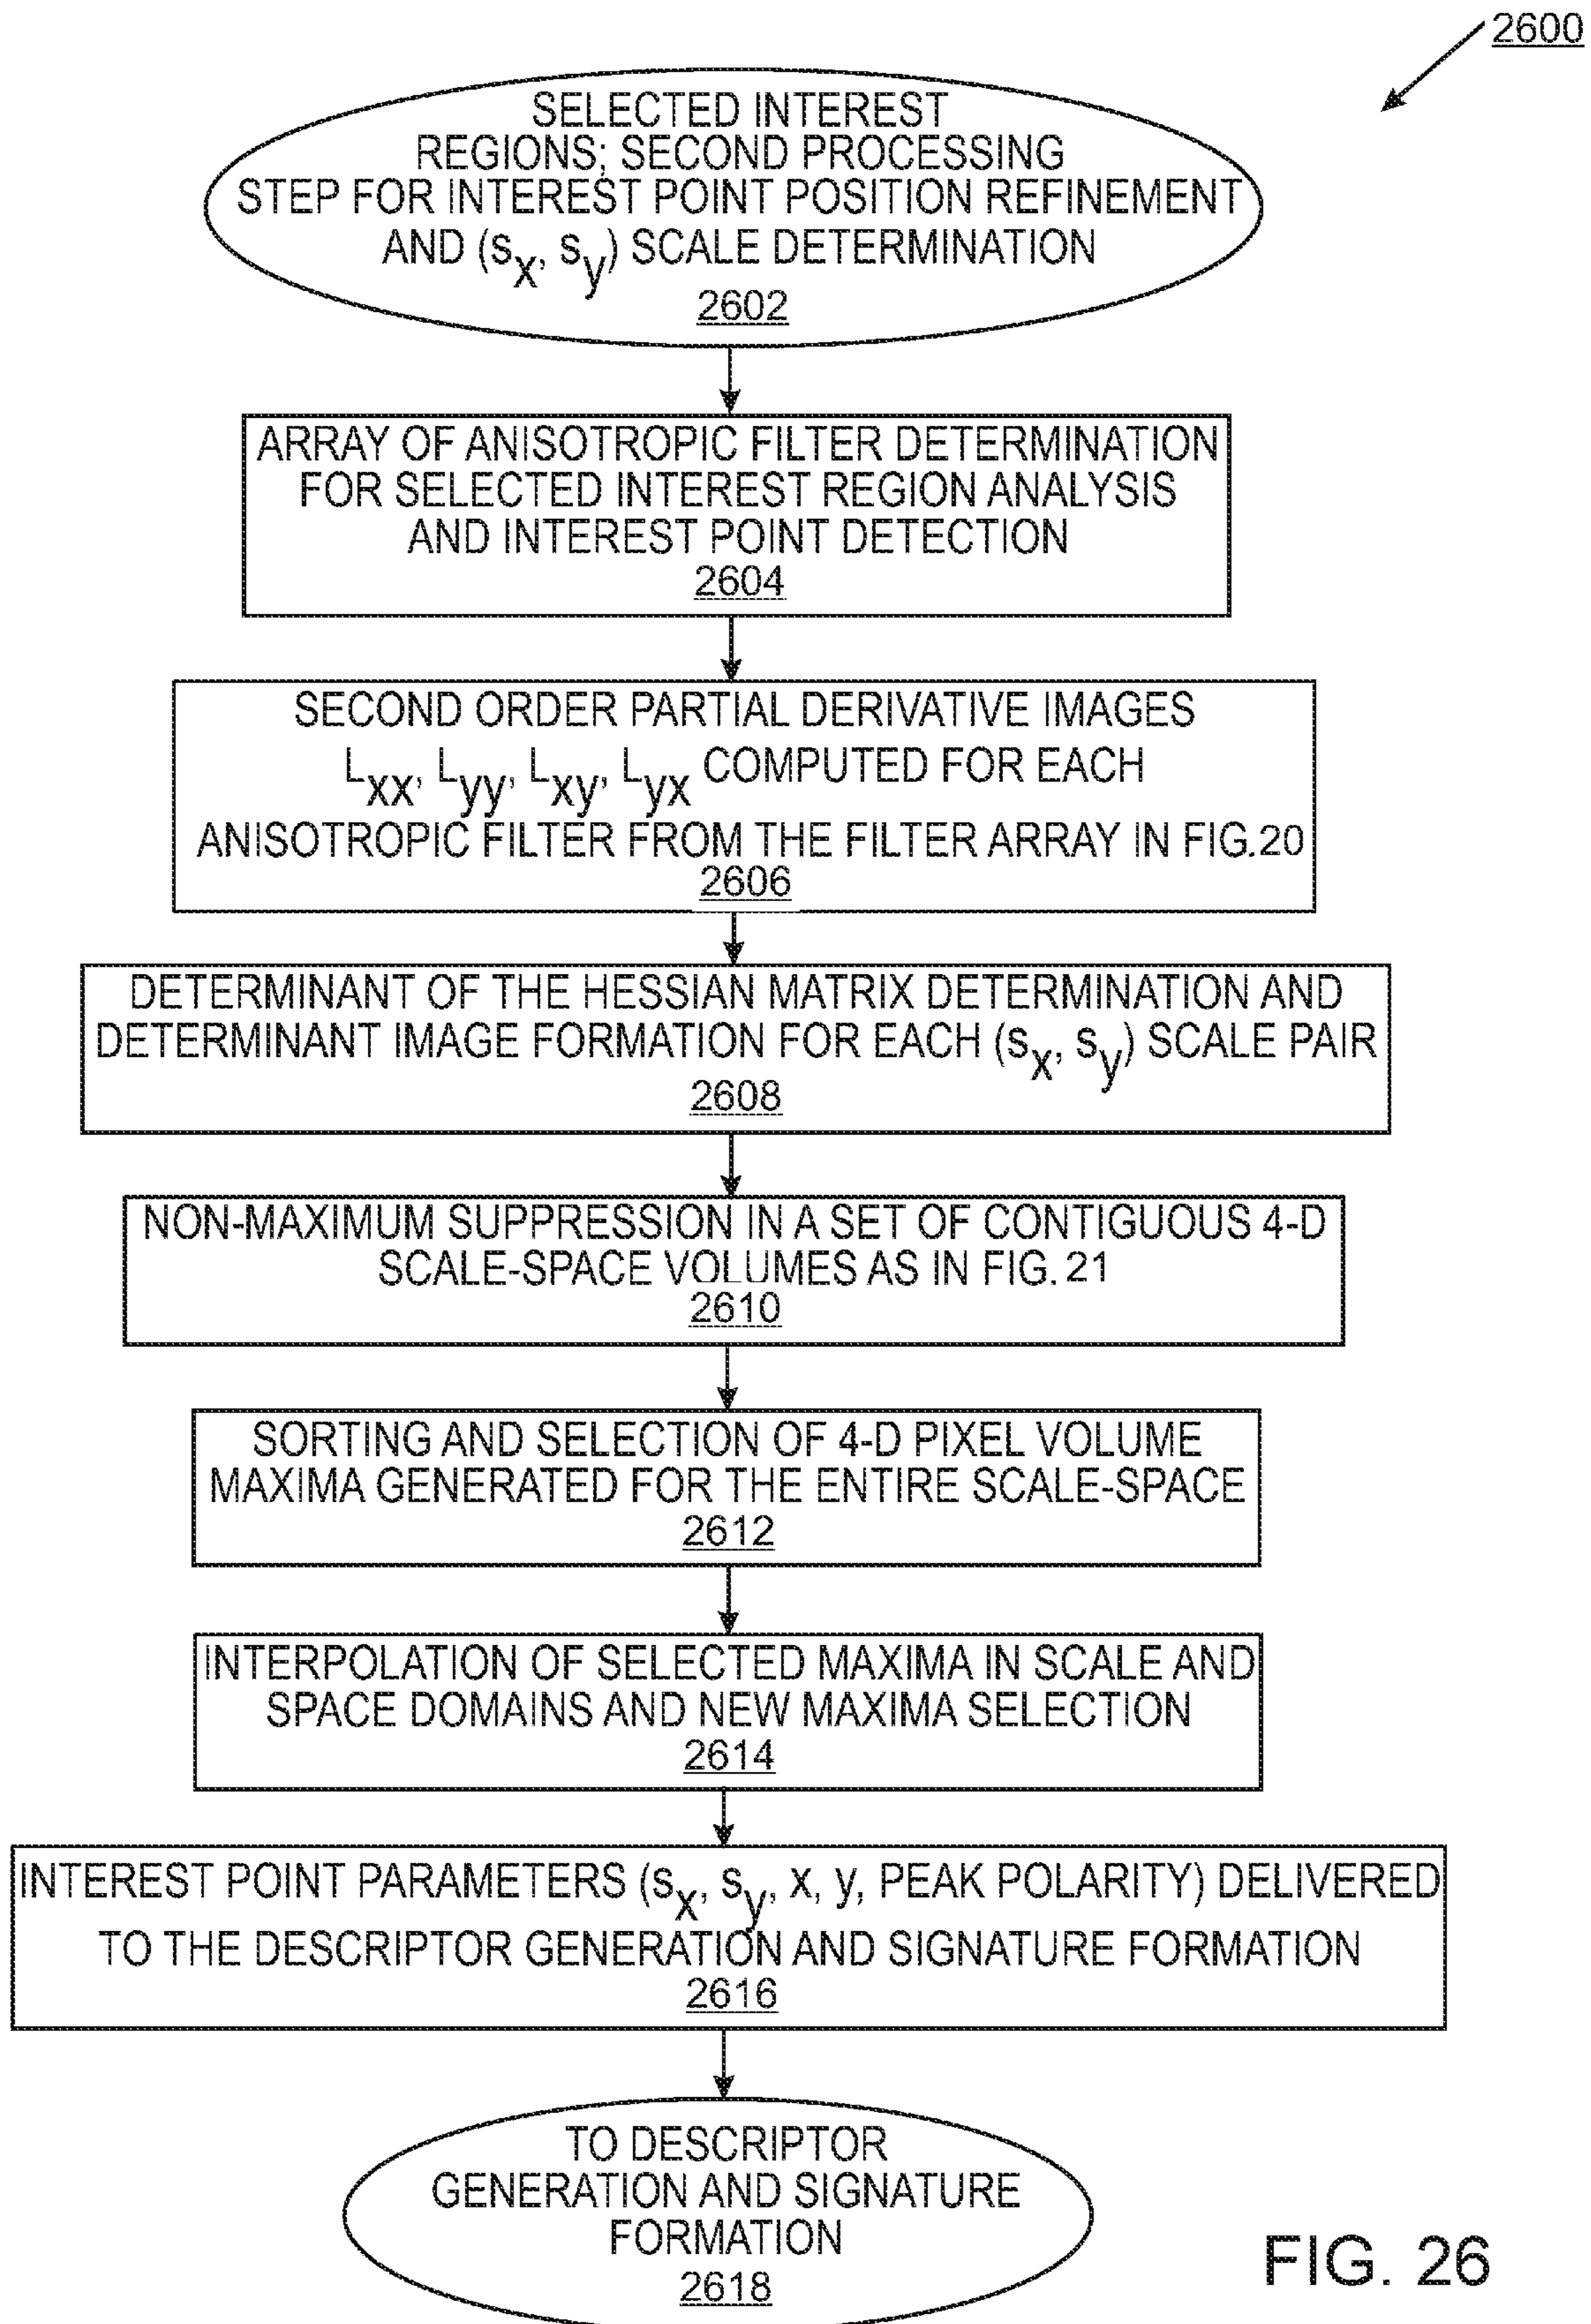 2600
SELECTED INTEREST
REGIONS; SECOND PROCESSING
STEP FOR INTEREST POINT POSITION REFINEMENT
AND (sx, sy) SCALE DETERMINATION
2602
ARRAY OF ANISOTROPIC FILTER DETERMINATION
FOR SELECTED INTEREST REGION ANALYSIS
AND INTEREST POINT DETECTION
2604
SECOND ORDER PARTIAL DERIVATIVE IMAGES
Lxx, Lyy, Lxy, Lyx COMPUTED FOR EACH
ANISOTROPIC FILTER FROM THE FILTER ARRAY IN FIG.20
2606
DETERMINANT OF THE HESSIAN MATRIX DETERMINATION AND
DETERMINANT IMAGE FORMATION FOR EACH (sx, sy) SCALE PAIR
2608
NON-MAXIMUM SUPPRESSION IN A SET OF CONTIGUOUS 4-D
SCALE-SPACE VOLUMES AS IN FIG. 21
2610
SORTING AND SELECTION OF 4-D PIXEL VOLUME
MAXIMA GENERATED FOR THE ENTIRE SCALE-SPACE
2612
INTERPOLATION OF SELECTED MAXIMA IN SCALE AND
SPACE DOMAINS AND NEW MAXIMA SELECTION
2614
INTEREST POINT PARAMETERS (sx, sy, x, y, PEAK POLARITY) DELIVERED
TO THE DESCRIPTOR GENERATION AND SIGNATURE FORMATION
2616
TO DESCRIPTOR
GENERATION AND SIGNATURE
FORMATION
2618
FIG. 26